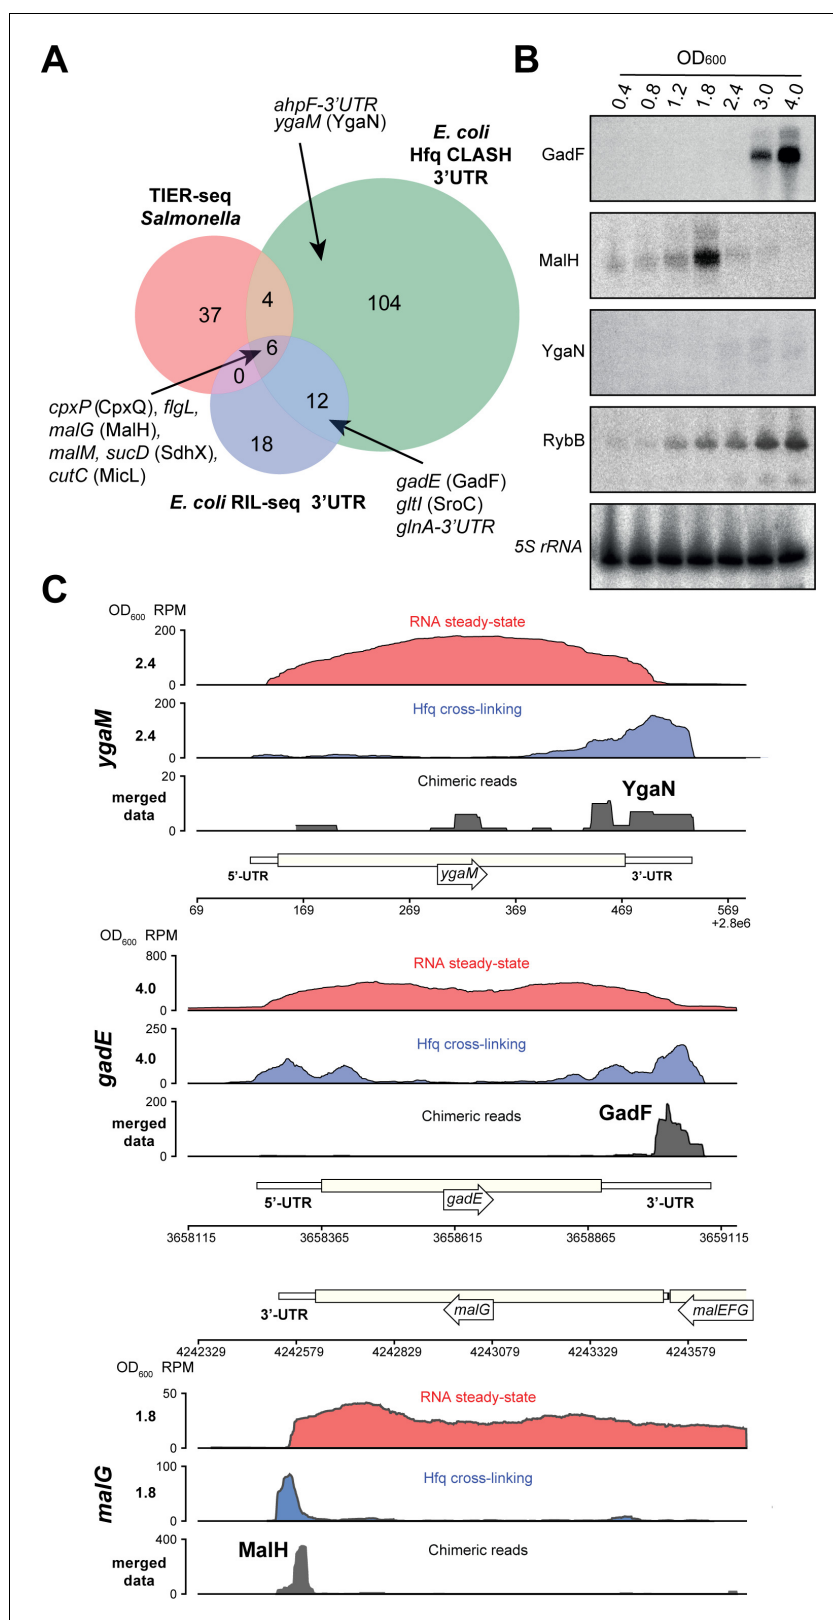 A
ahpF-3'UTR
ygaM (YgaN)
E. coli
Hfq CLASH
3'UTR
TIER-seq
Salmonella
37
4
104
6
0
12
18
cpxP (CpxQ), flgL,
malG (MalH),
malM, sucD (SdhX),
cutC (MicL)
E. coli RIL-seq 3'UTR
gadE (GadF)
gltI (SroC)
glnA-3'UTR
B
OD600
0.4 0.8 1.2 1.8 2.4 3.0 4.0
GadF
MalH
YgaN
RybB
5S rRNA
C
OD600 RPM
RNA steady-state
200
2.4
0
ygaM
Hfq cross-linking
200
2.4
0
Chimeric reads
20
merged
data
0
YgaN
5'-UTR
ygaM
3'-UTR
69 169 269 369 469 569
+2.8e6
OD600 RPM
RNA steady-state
800
4.0
0
gadE
Hfq cross-linking
250
4.0
0
Chimeric reads
200
merged
data
0
GadF
5'-UTR
gadE
3'-UTR
3658115 3658365 3658615 3658865 3659115
3'-UTR
malG
malEFG
4242329 4242579 4242829 4243079 4243329 4243579
OD600 RPM
RNA steady-state
50
1.8
0
malG
Hfq cross-linking
100
1.8
0
MalH
Chimeric reads
400
merged
data
0